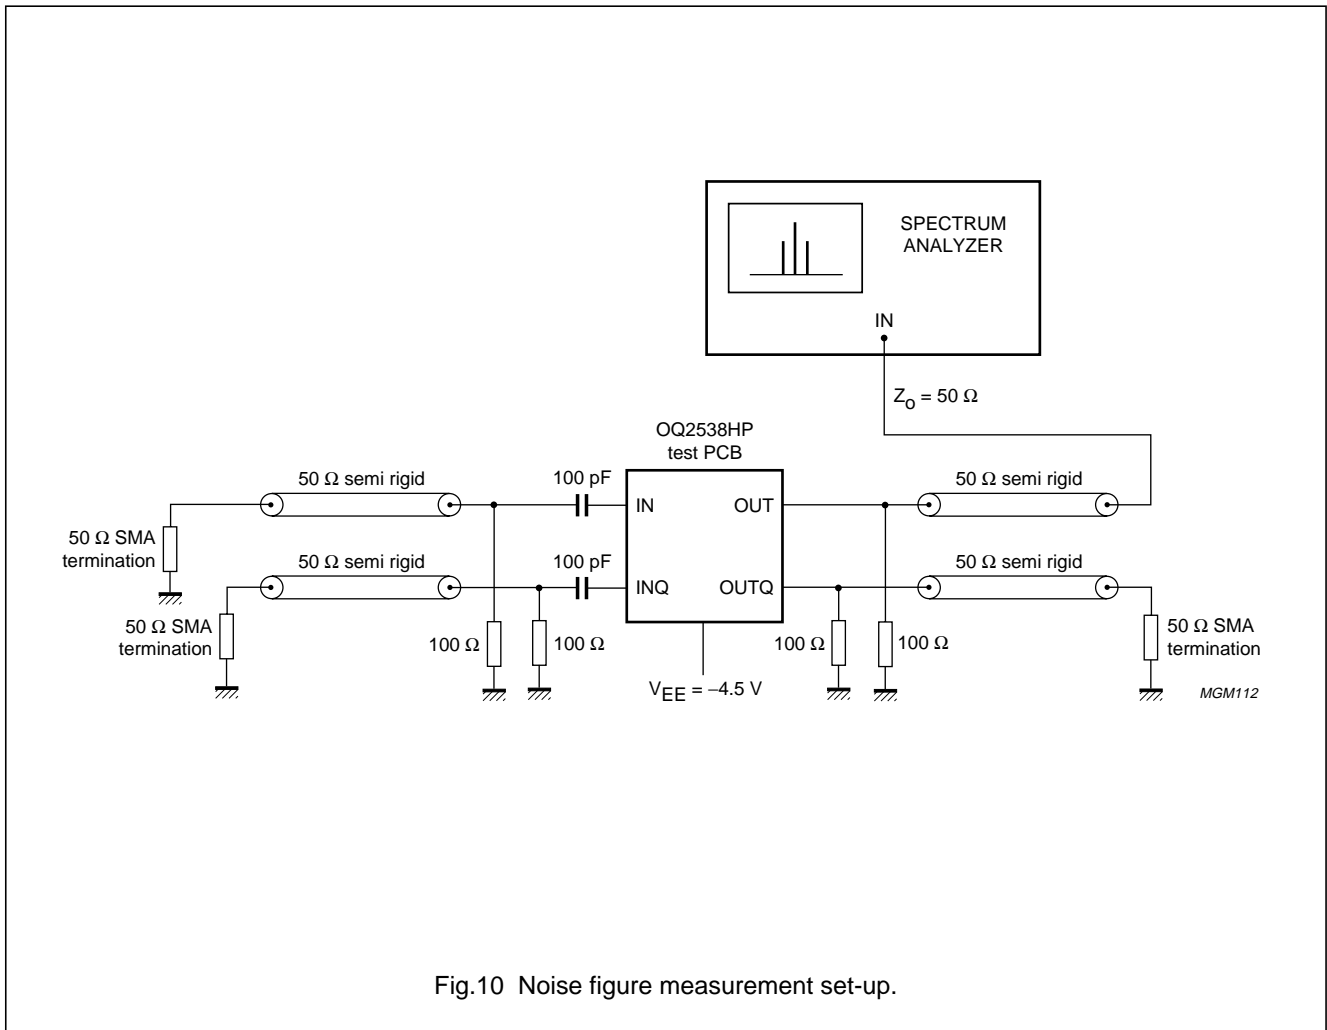 SPECTRUM
ANALYZER
IN
Zo = 50 Ω
OQ2538HP
test PCB
50 Ω semi rigid
100 pF
IN
OUT
50 Ω semi rigid
50 Ω SMA
termination
50 Ω semi rigid
100 pF
INQ
OUTQ
50 Ω semi rigid
50 Ω SMA
termination
100 Ω
100 Ω
100 Ω
100 Ω
50 Ω SMA
termination
VEE = −4.5 V
MGM112
Fig.10 Noise figure measurement set-up.